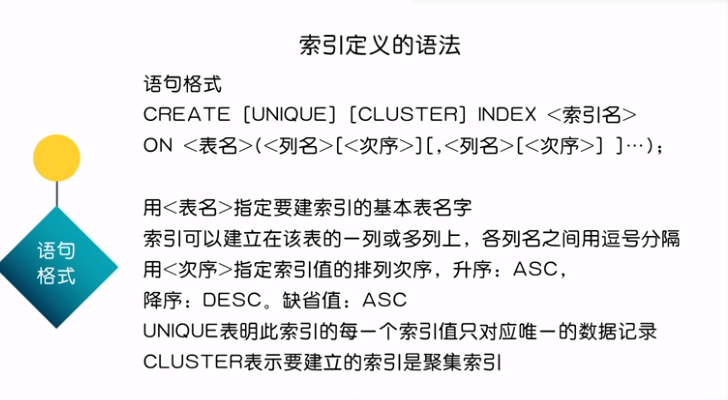 索引定义的语法
语句格式
CREATE [UNIQUE] [CLUSTER] INDEX <索引名>
ON <表名>(<列名>[<次序>][,<列名>[<次序>] ]…);
用<表名>指定要建索引的基本表名字
索引可以建立在该表的一列或多列上，各列名之间用逗号分隔
用<次序>指定索引值的排列次序，升序：ASC，
降序：DESC。缺省值：ASC
UNIQUE表明此索引的每一个索引值只对应唯一的数据记录
CLUSTER表示要建立的索引是聚集索引
语句
格式